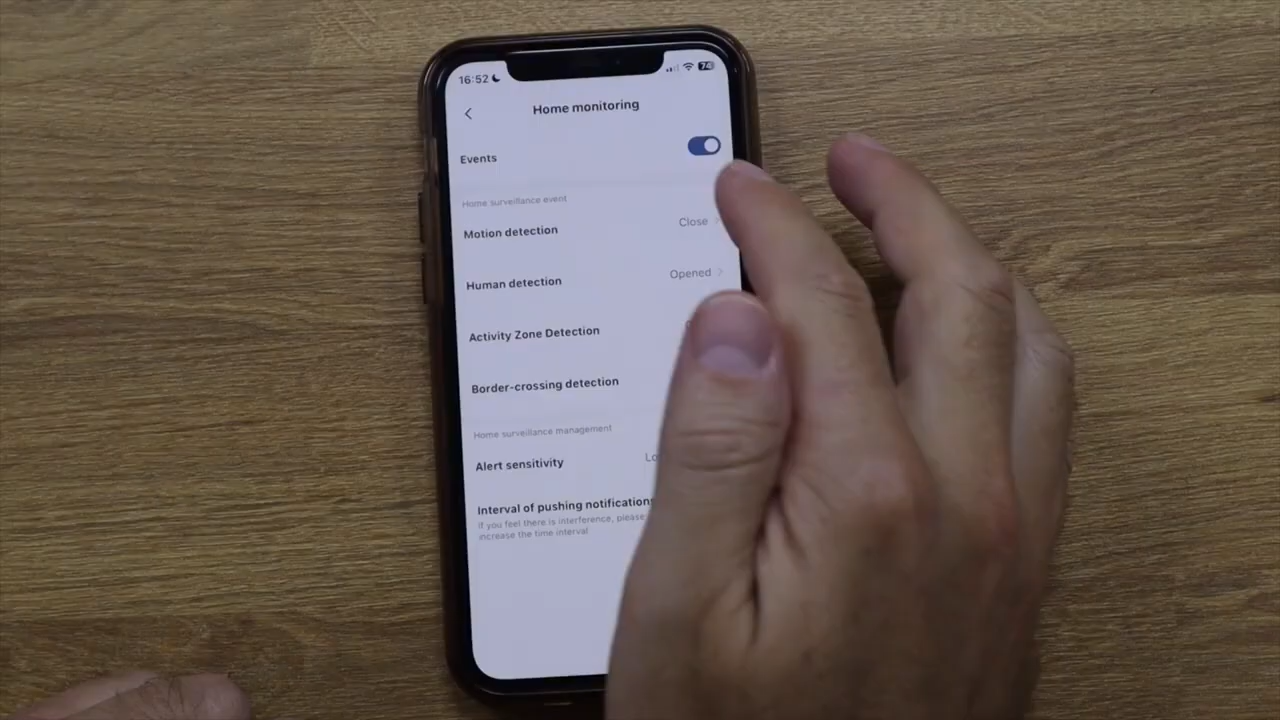 16:52
74
Home monitoring
Events
Home surveillance event
Motion detection
Close
Human detection
Opened
Activity Zone Detection
Border-crossing detection
Home surveillance management
Alert sensitivity
Interval of pushing notifications
If you feel there is interference, please
increase the time interval